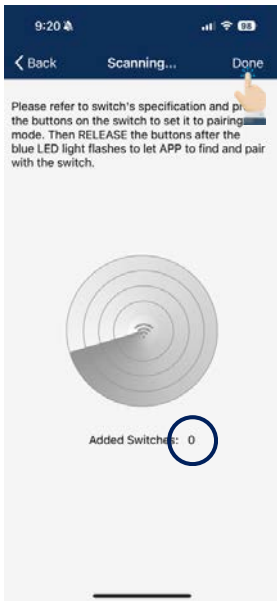 9:20
98
Back Scanning... Done
Please refer to switch's specification and
the buttons on the switch to set it to pairing
mode. Then RELEASE the buttons after the
blue LED light flashes to let APP to find and pair
with the switch.
Added Switches: 0